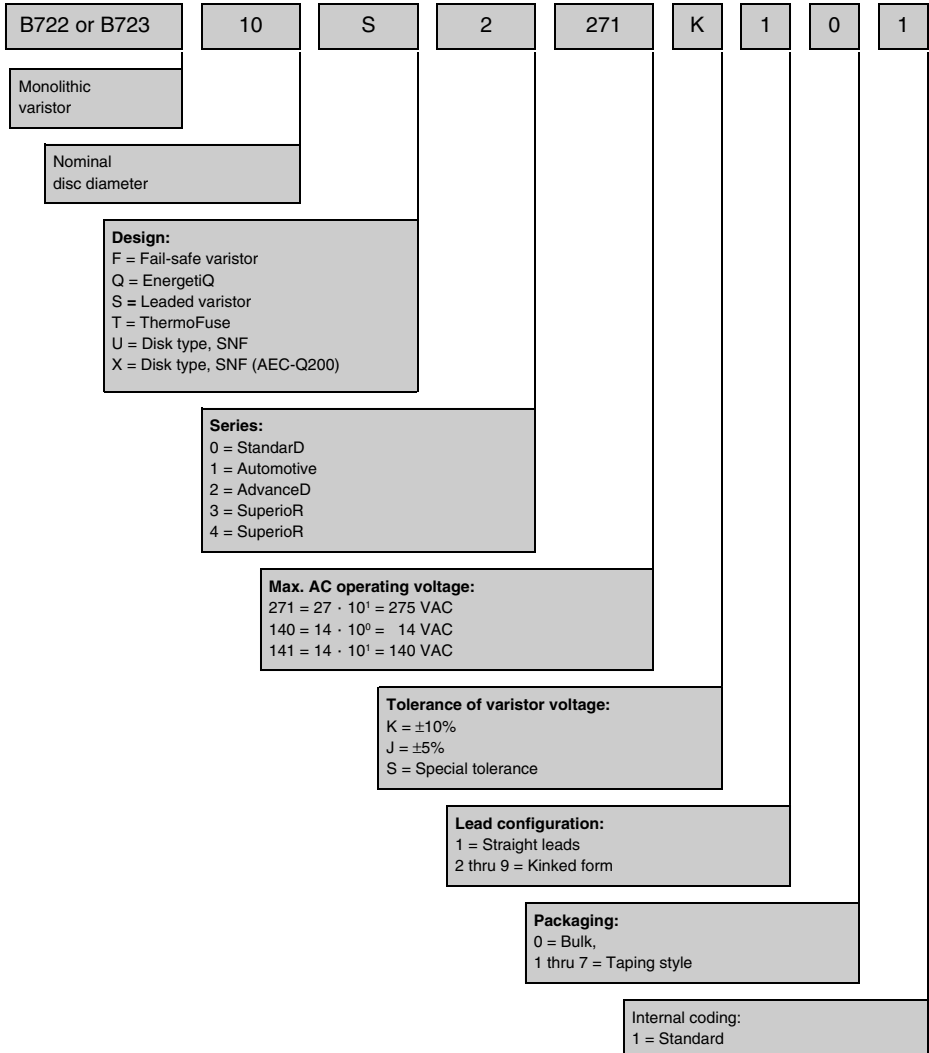 B722 or B723 10 S 2 271 K 1 0 1
Monolithic
varistor
Nominal
disc diameter
Design:
F = Fail-safe varistor
Q = EnergetiQ
S = Leaded varistor
T = ThermoFuse
U = Disk type, SNF
X = Disk type, SNF (AEC-Q200)
Series:
0 = StandarD
1 = Automotive
2 = AdvanceD
3 = SuperioR
4 = SuperioR
Max. AC operating voltage:
271 = 27 · 10¹ = 275 VAC
140 = 14 · 10⁰ = 14 VAC
141 = 14 · 10¹ = 140 VAC
Tolerance of varistor voltage:
K = ±10%
J = ±5%
S = Special tolerance
Lead configuration:
1 = Straight leads
2 thru 9 = Kinked form
Packaging:
0 = Bulk,
1 thru 7 = Taping style
Internal coding:
1 = Standard